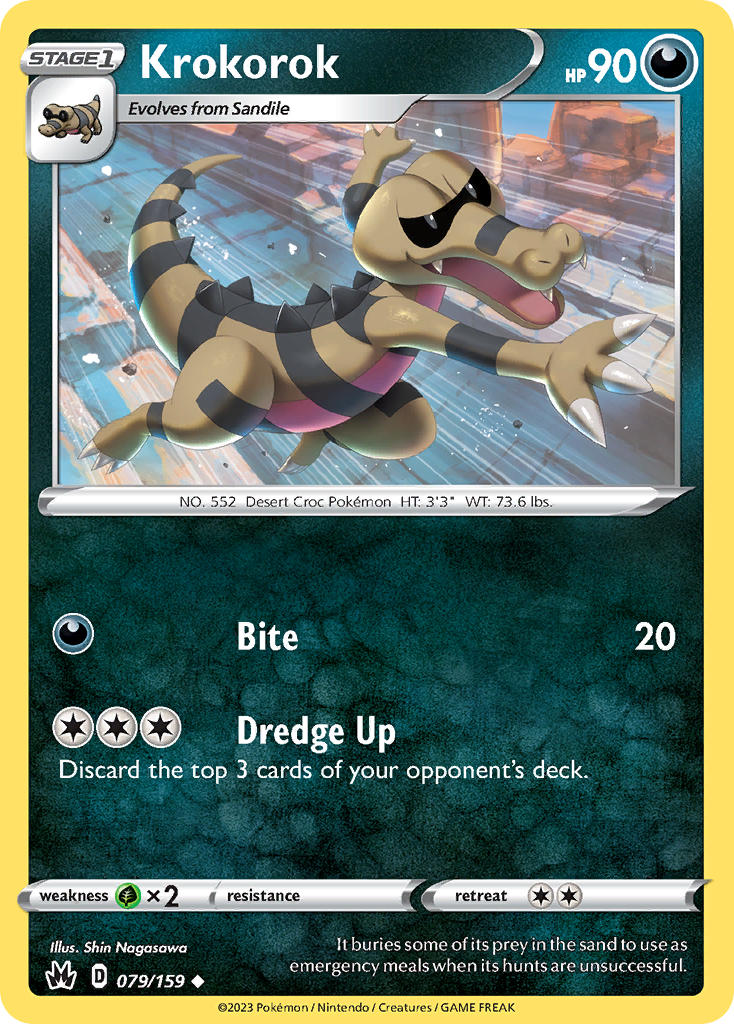 STAGE1
Krokorok
HP 90
Evolves from Sandile
NO. 552 Desert Croc Pokémon HT: 3'3" WT: 73.6 lbs.
Bite 20
Dredge Up
Discard the top 3 cards of your opponent's deck.
weakness ×2 resistance retreat
Illus. Shin Nagasawa
It buries some of its prey in the sand to use as
emergency meals when its hunts are unsuccessful.
D 079/159
©2023 Pokémon / Nintendo / Creatures / GAME FREAK